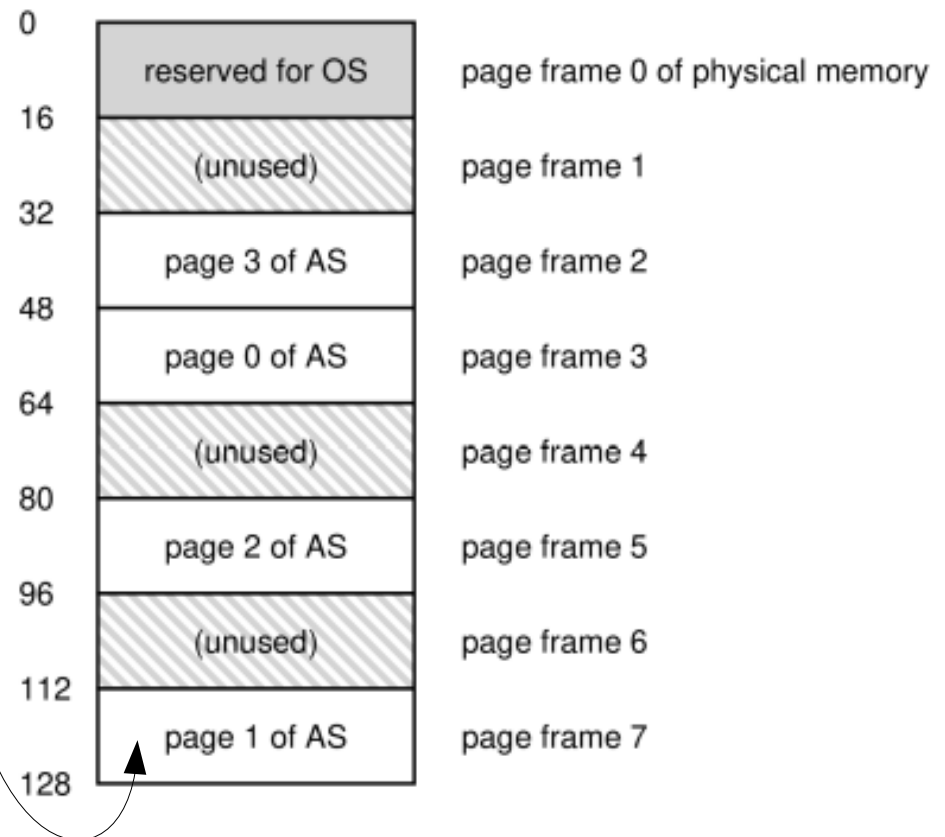 0
reserved for OS page frame 0 of physical memory
16
(unused) page frame 1
32
page 3 of AS page frame 2
48
page 0 of AS page frame 3
64
(unused) page frame 4
80
page 2 of AS page frame 5
96
(unused) page frame 6
112
page 1 of AS page frame 7
128